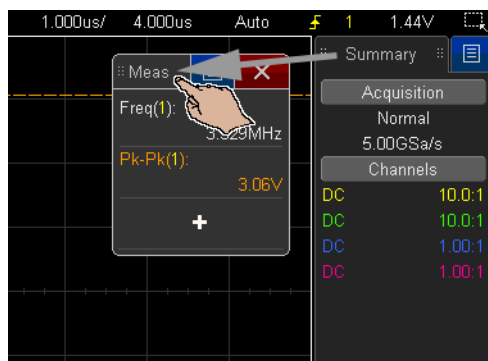 1.000us/ 4.000us Auto 1 1.44V
Meas
Freq(1):
Pk-Pk(1):
3.06V
+
Summary
Acquisition
Normal
5.00GSa/s
Channels
DC 10.0:1
DC 10.0:1
DC 1.00:1
DC 1.00:1